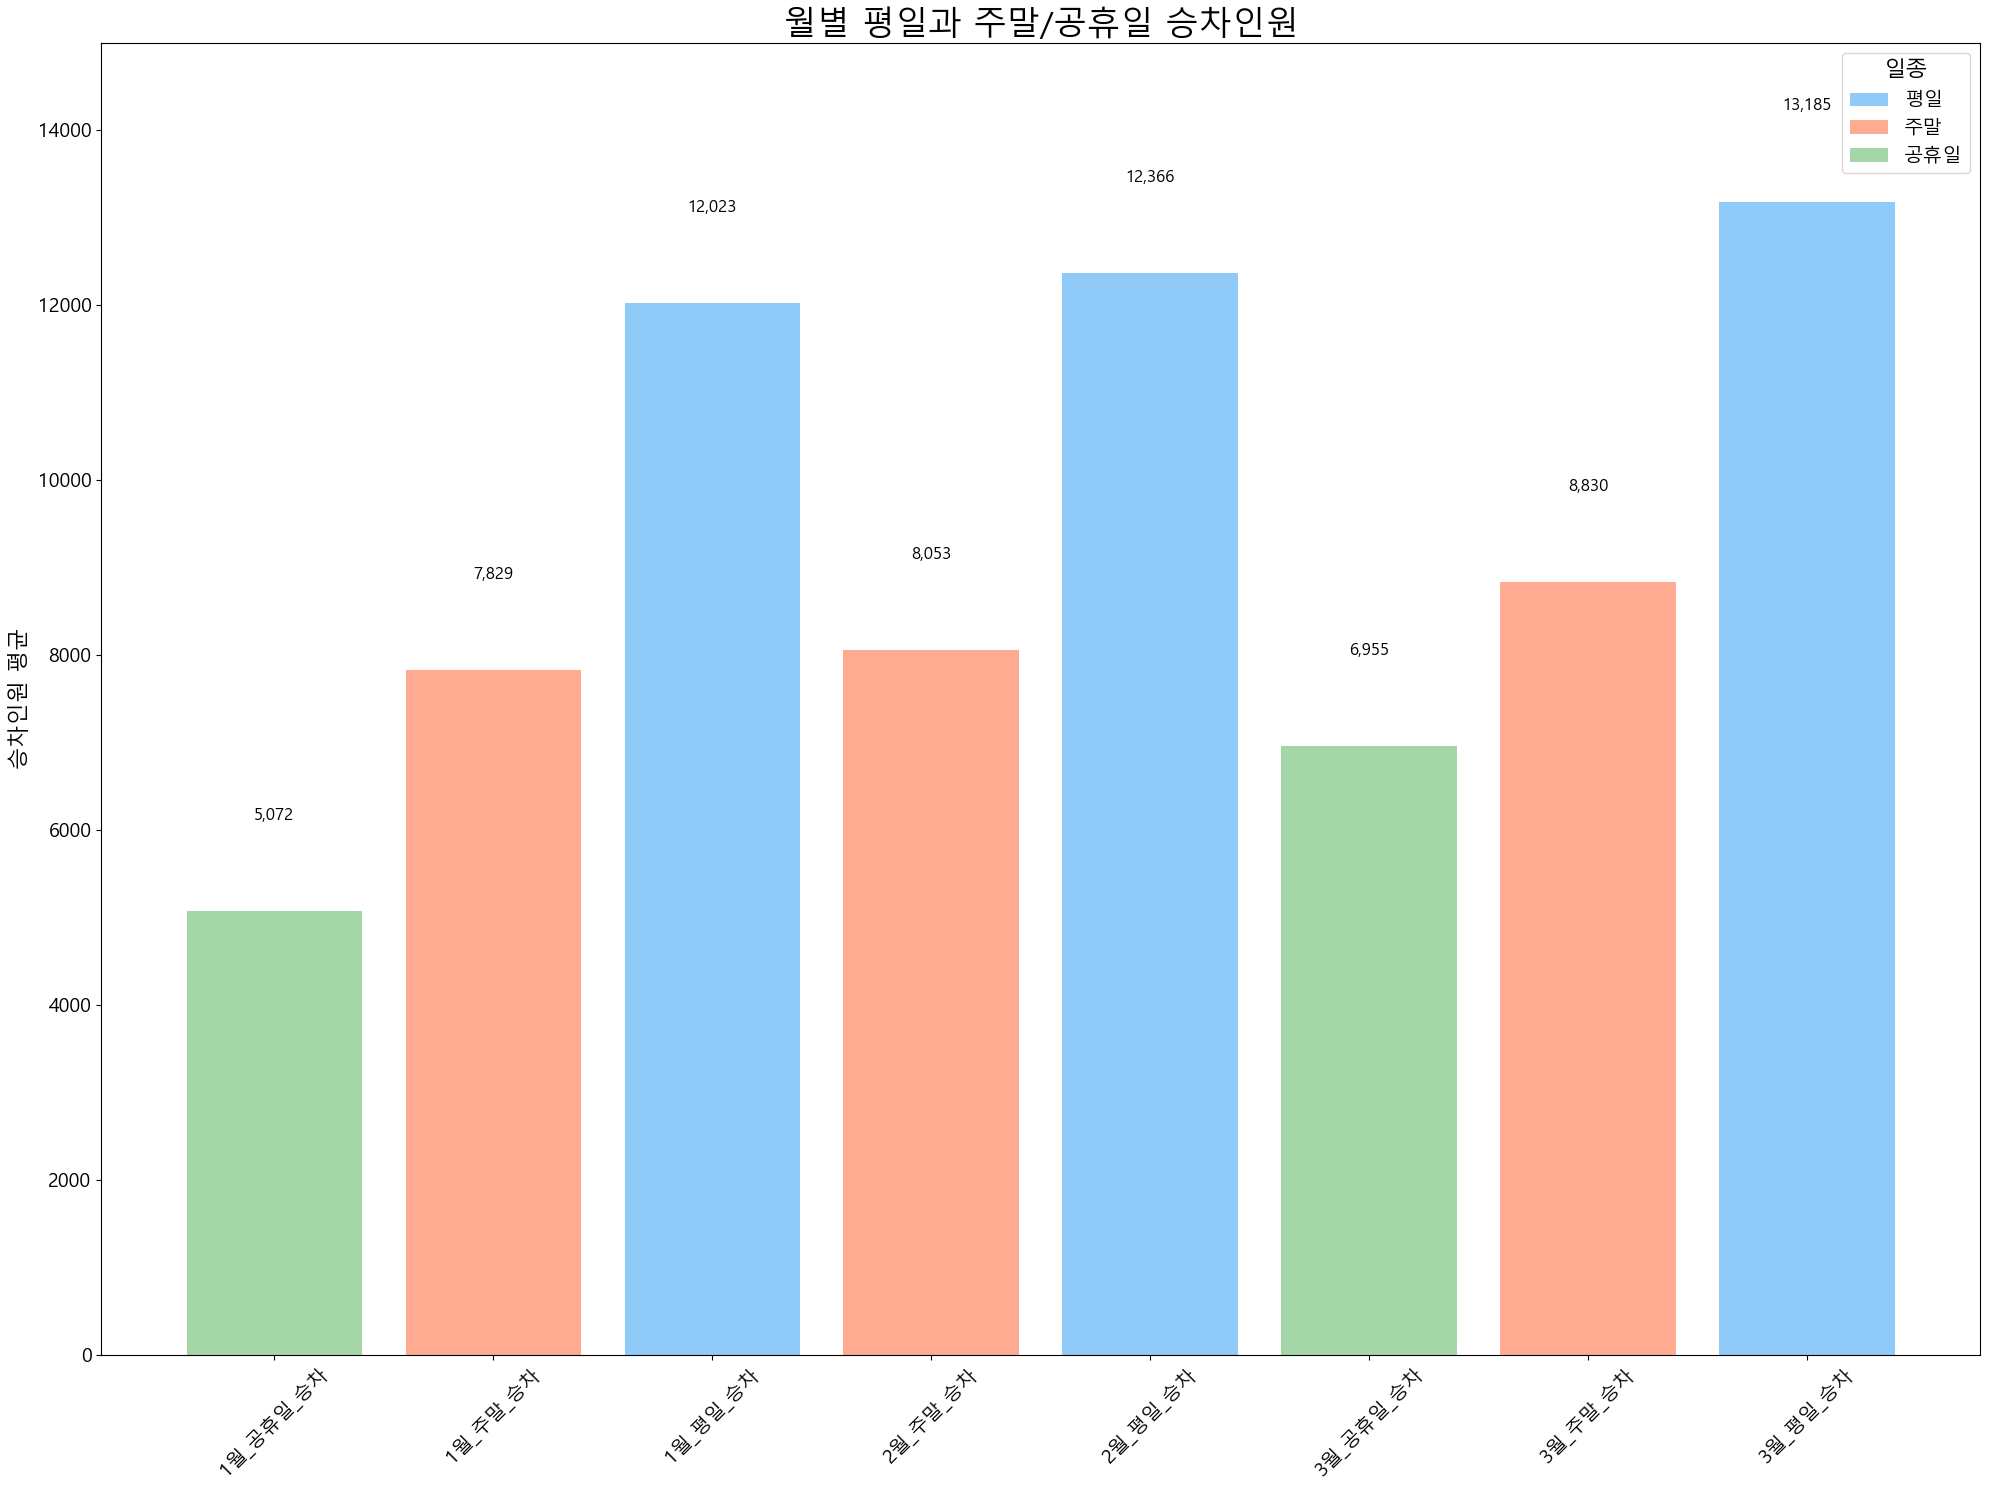 월별 평일과 주말/공휴일 승차인원
일종
평일
주말
공휴일
승차인원 평균
14000
12000
10000
8000
6000
4000
2000
0
5,072
7,829
12,023
8,053
12,366
6,955
8,830
13,185
1월_공휴일_승차
1월_주말_승차
1월_평일_승차
2월_주말_승차
2월_평일_승차
3월_공휴일_승차
3월_주말_승차
3월_평일_승차